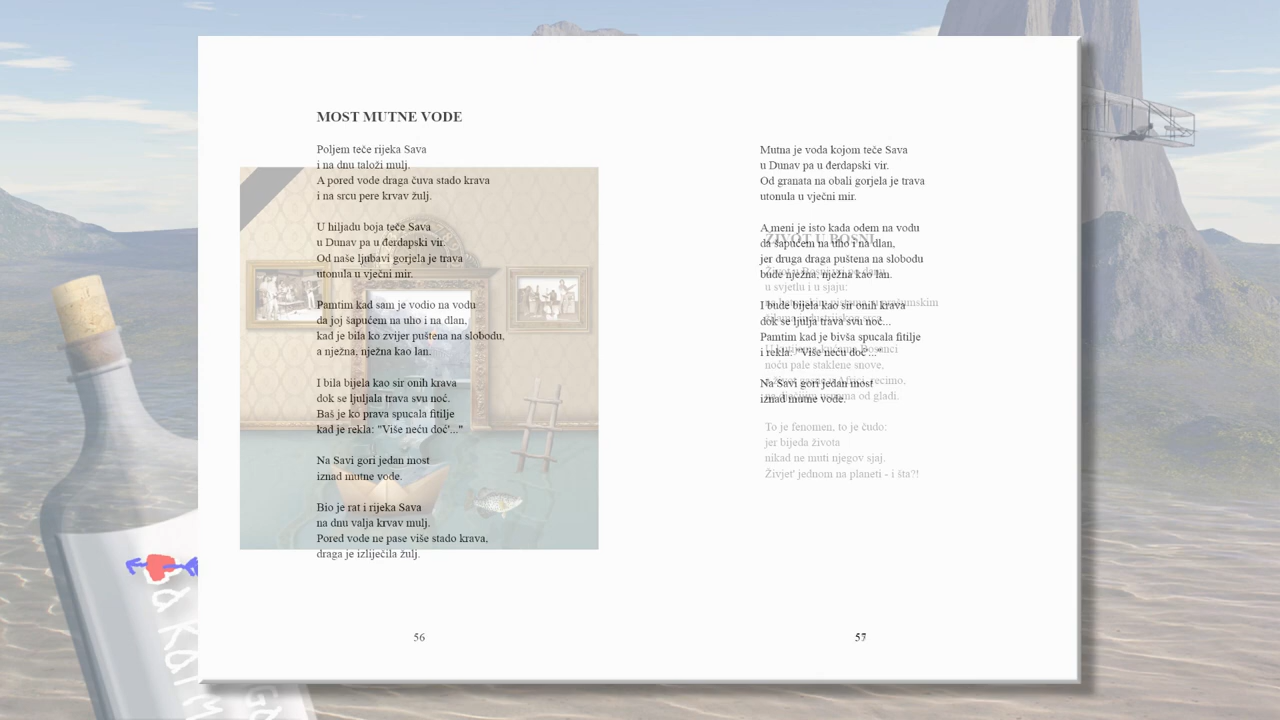 MOST MUTNE VODE
Poljem teče rijeka Sava
i na dnu taloži mulj.
A pored vode draga čuva stado krava
i na srcu pere krvav žulj.
U hiljadu boja teče Sava
u Dunav pa u đerdapski vir.
Od naše ljubavi gorjela je trava
utonula u vječni mir.
Pamtim kad sam je vodio na vodu
da joj šapućem na uho i na dlan,
kad je bila ko zvijer puštena na slobodu,
a nježna, nježna kao lan.
I bila bijela kao sir onih krava
dok se ljuljala trava svu noć.
Baš je ko prava spucala fitilje
kad je rekla: "Više neću doć'..."
Na Savi gori jedan most
iznad mutne vode.
Bio je rat i rijeka Sava
na dnu valja krvav mulj.
Pored vode ne pase više stado krava,
draga je izliječila žulj.
56
Mutna je voda kojom teče Sava
u Dunav pa u đerdapski vir.
Od granata na obali gorjela je trava
utonula u vječni mir.
A meni je isto kada odem na vodu
da šapućem na uho i na dlan,
jer druga draga puštena na slobodu
bude nježna, nježna kao lan.
I bude bijela kao sir onih krava
dok se ljulja trava svu noć...
Pamtim kad je bivša spucala fitilje
i rekla: "Više neću doć'..."
Na Savi gori jedan most
iznad mutne vode.
57
ŽIVOT U BOSNI
u svjetlu i u sjaju:
noću pale staklene snove,
To je fenomen, to je čudo:
jer bijeda života
nikad ne muti njegov sjaj.
Živjet' jednom na planeti - i šta?!